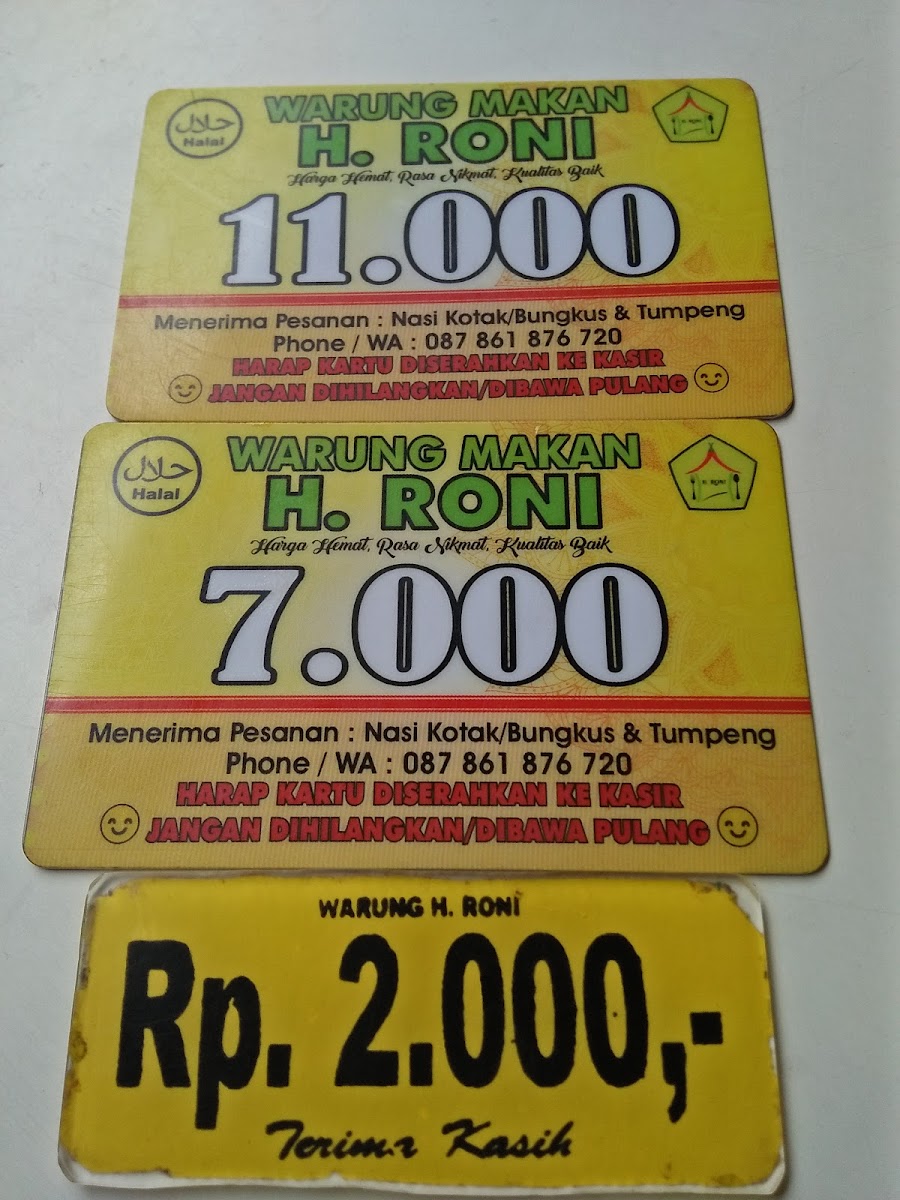 حلال
Halal
WARUNG MAKAN
H. RONI
H. RONI
Harga Hemat, Rasa Nikmat, Kualitas Baik
11.000
Menerima Pesanan : Nasi Kotak/Bungkus & Tumpeng
Phone / WA : 087 861 876 720
HARAP KARTU DISERAHKAN KE KASIR
JANGAN DIHILANGKAN/DIBAWA PULANG
حلال
Halal
WARUNG MAKAN
H. RONI
H. RONI
Harga Hemat, Rasa Nikmat, Kualitas Baik
7.000
Menerima Pesanan : Nasi Kotak/Bungkus & Tumpeng
Phone / WA : 087 861 876 720
HARAP KARTU DISERAHKAN KE KASIR
JANGAN DIHILANGKAN/DIBAWA PULANG
WARUNG H. RONI
Rp. 2.000,-
Terima Kasih